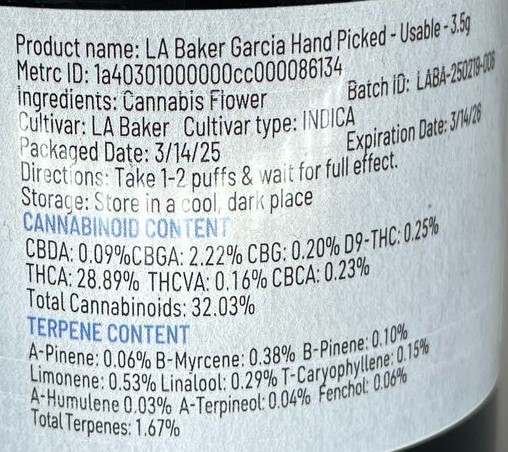 Product name: LA Baker Garcia Hand Picked - Usable - 3.5g
Metrc ID: 1a40301000000cc000086134
Ingredients: Cannabis Flower Batch ID: LABA-250218-008
Cultivar: LA Baker Cultivar type: INDICA
Packaged Date: 3/14/25 Expiration Date: 3/14/26
Directions: Take 1-2 puffs & wait for full effect.
Storage: Store in a cool, dark place
CANNABINOID CONTENT
CBDA: 0.09%CBGA: 2.22% CBG: 0.20% D9-THC: 0.25%
THCA: 28.89% THCVA: 0.16% CBCA: 0.23%
Total Cannabinoids: 32.03%
TERPENE CONTENT
A-Pinene: 0.06% B-Myrcene: 0.38% B-Pinene: 0.10%
Limonene: 0.53% Linalool: 0.29% T-Caryophyllene: 0.15%
A-Humulene 0.03% A-Terpineol: 0.04% Fenchol: 0.06%
Total Terpenes: 1.67%